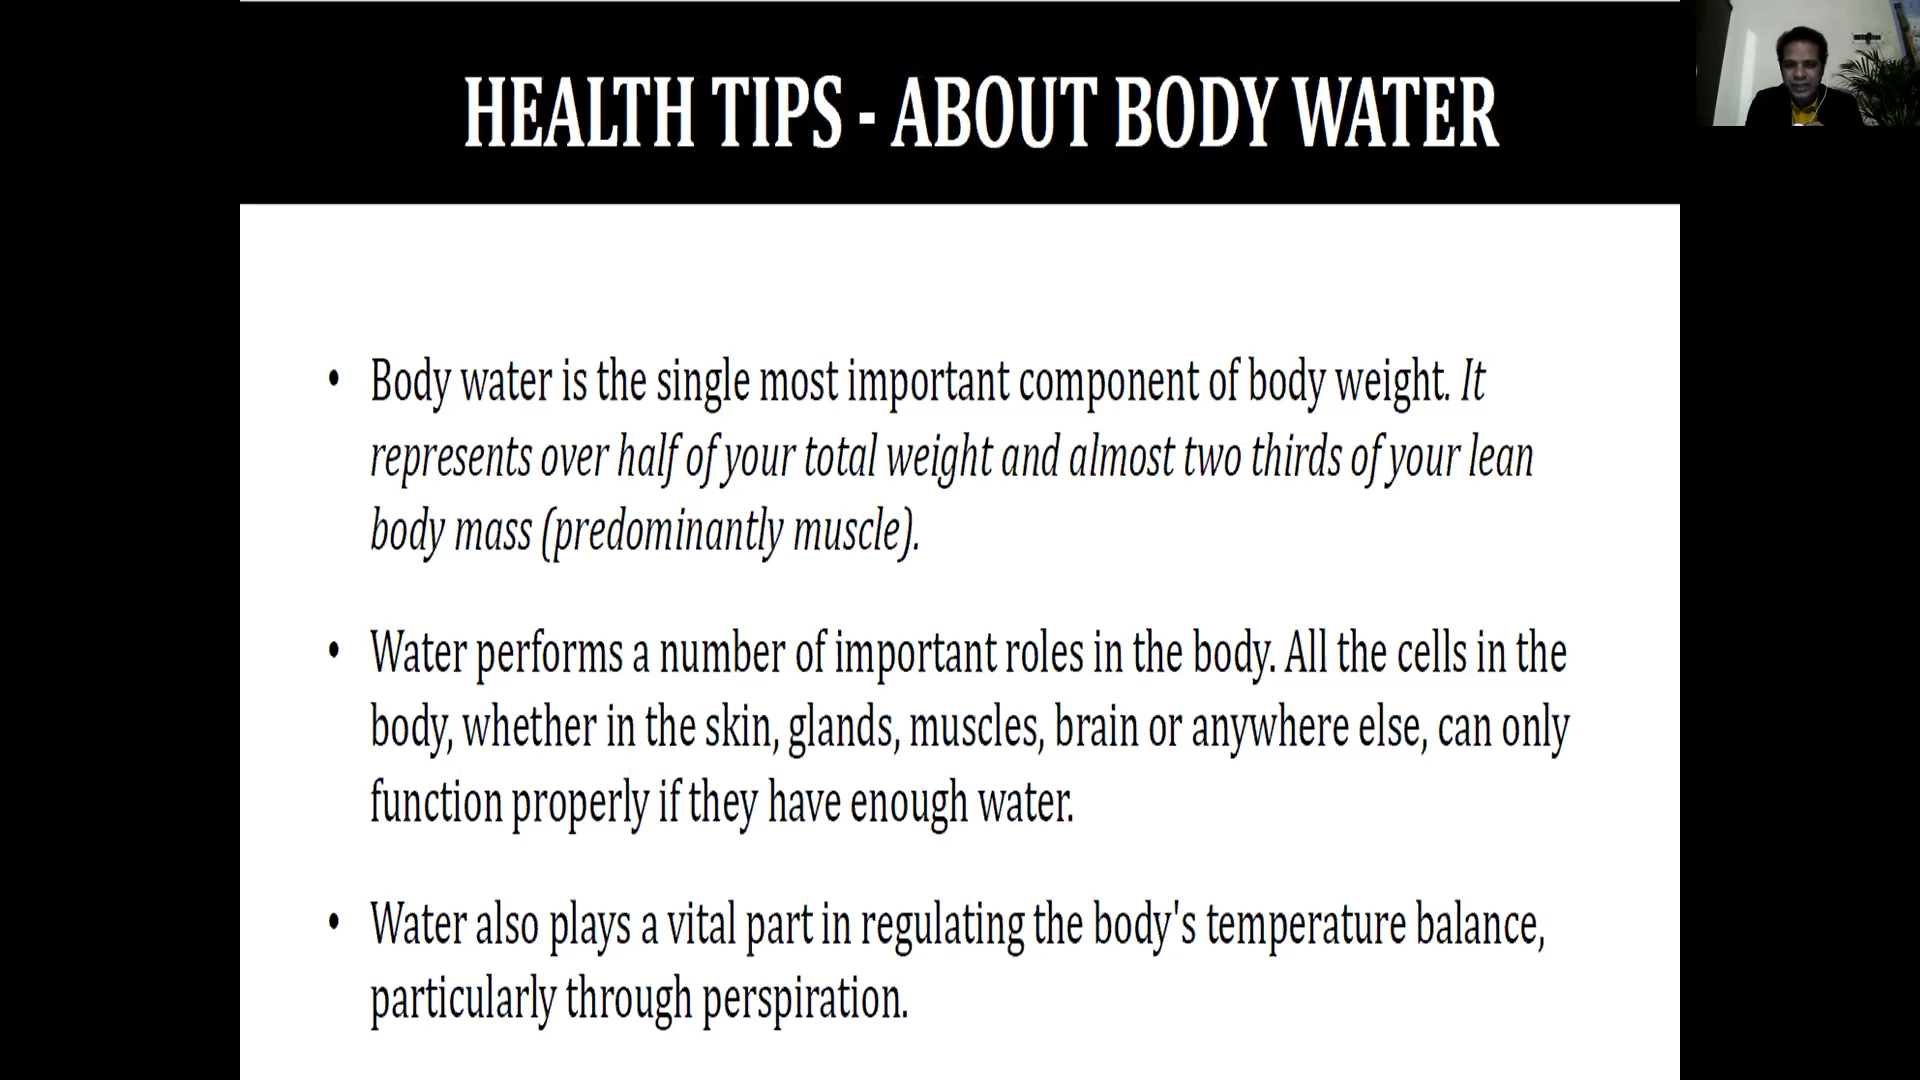 HEALTH TIPS - ABOUT BODY WATER
• Body water is the single most important component of body weight. It
represents over half of your total weight and almost two thirds of your lean
body mass (predominantly muscle).
• Water performs a number of important roles in the body. All the cells in the
body, whether in the skin, glands, muscles, brain or anywhere else, can only
function properly if they have enough water.
• Water also plays a vital part in regulating the body's temperature balance,
particularly through perspiration.